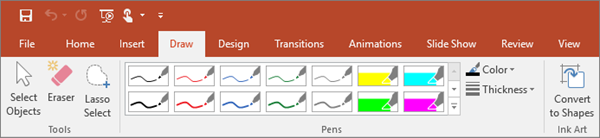 File Home Insert Draw Design Transitions Animations Slide Show Review View
Select Objects
Eraser
Lasso Select
Color
Thickness
Convert to Shapes
Tools Pens Ink Art